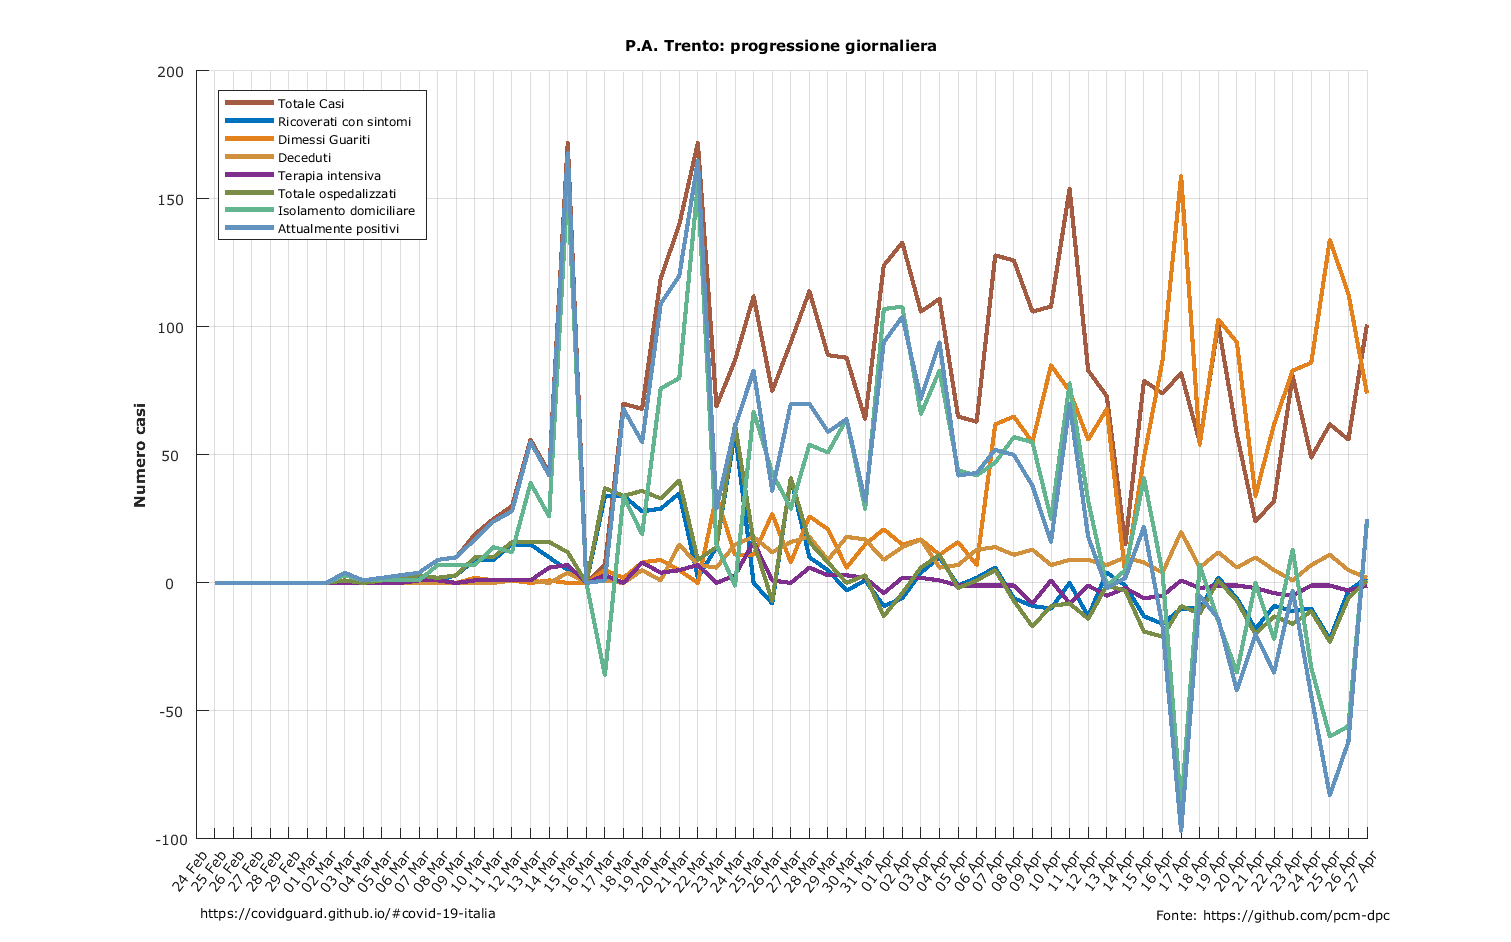 P.A. Trento: progressione giornaliera
200
150
100
50
0
-50
-100
Numero casi
Totale Casi
Ricoverati con sintomi
Dimessi Guariti
Deceduti
Terapia intensiva
Totale ospedalizzati
Isolamento domiciliare
Attualmente positivi
24 Feb
25 Feb
26 Feb
27 Feb
28 Feb
29 Feb
01 Mar
02 Mar
03 Mar
04 Mar
05 Mar
06 Mar
07 Mar
08 Mar
09 Mar
10 Mar
11 Mar
12 Mar
13 Mar
14 Mar
15 Mar
16 Mar
17 Mar
18 Mar
19 Mar
20 Mar
21 Mar
22 Mar
23 Mar
24 Mar
25 Mar
26 Mar
27 Mar
28 Mar
29 Mar
30 Mar
31 Mar
01 Apr
02 Apr
03 Apr
04 Apr
05 Apr
06 Apr
07 Apr
08 Apr
09 Apr
10 Apr
11 Apr
12 Apr
13 Apr
14 Apr
15 Apr
16 Apr
17 Apr
18 Apr
19 Apr
20 Apr
21 Apr
22 Apr
23 Apr
24 Apr
25 Apr
26 Apr
27 Apr
https://covidguard.github.io/#covid-19-italia
Fonte: https://github.com/pcm-dpc